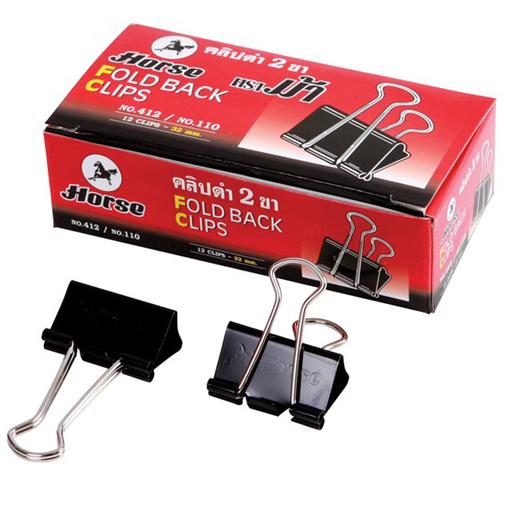 Horse
FOLD BACK
CLIPS
NO.412 / NO.110
12 CLIPS - 32 mm.
คลิปดำ 2 ขา
ตราม้า
Horse
NO.412 / NO.110
คลิปดำ 2 ขา
FOLD BACK
CLIPS
12 CLIPS - 32 mm.
Horse